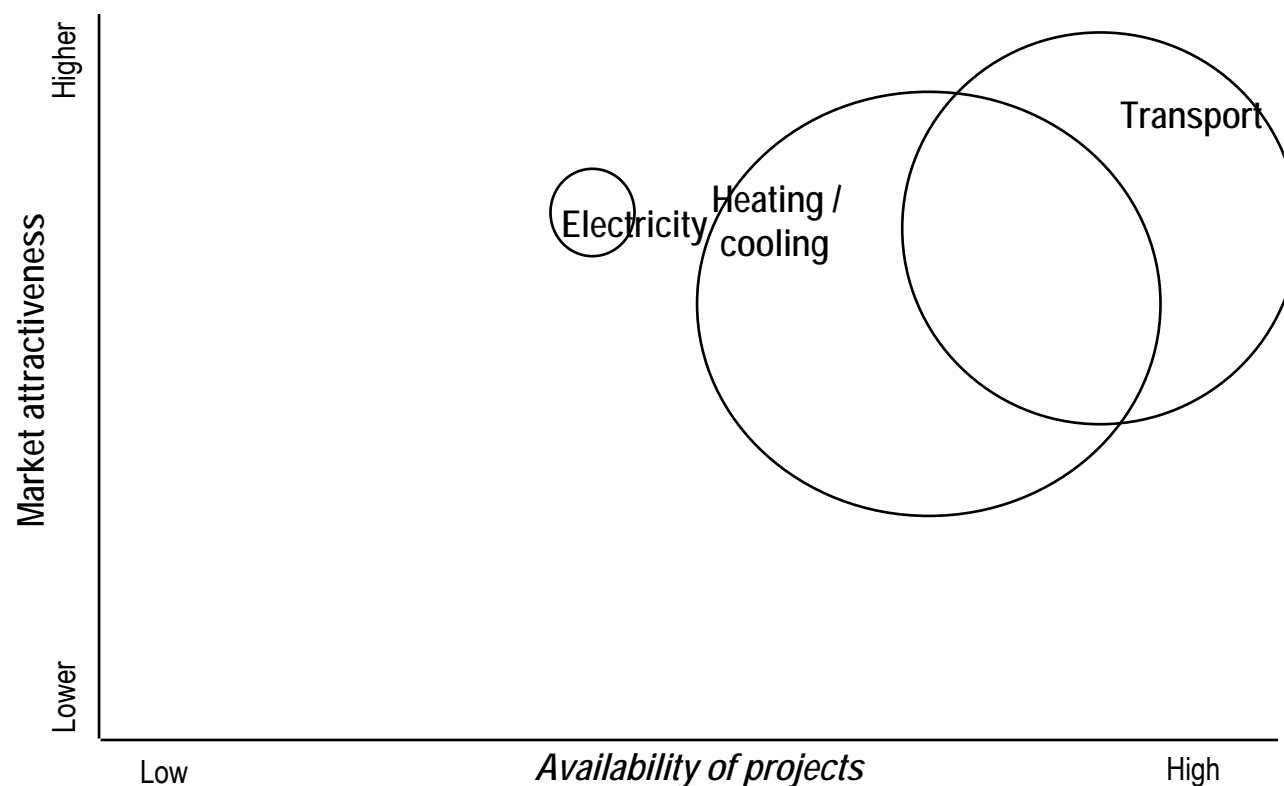 Higher
Transport
Heating /
cooling
Electricity
Market attractiveness
Lower
Low
Availability of projects
High